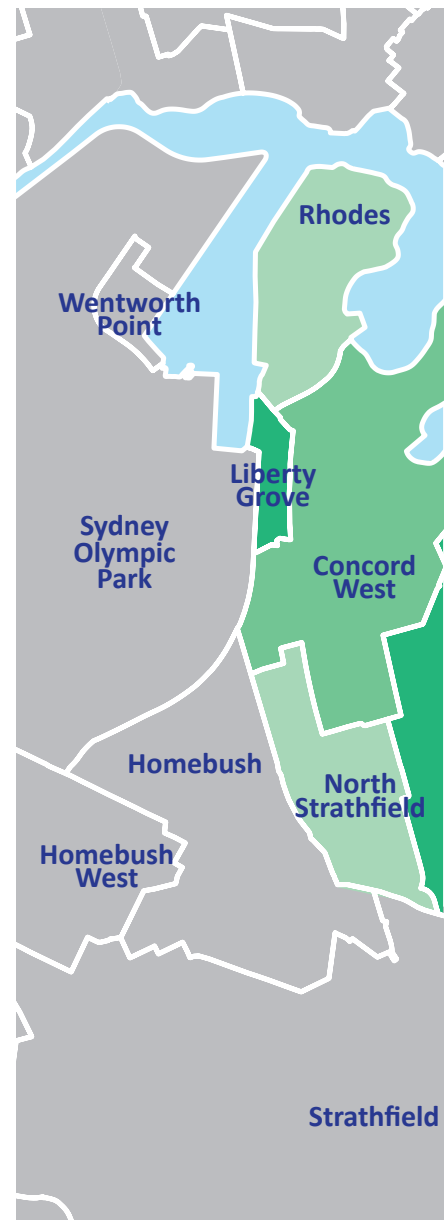 Rhodes
Wentworth
Point
Liberty
Grove
Sydney
Olympic
Park
Concord
West
Homebush
North
Strathfield
Homebush
West
Strathfield